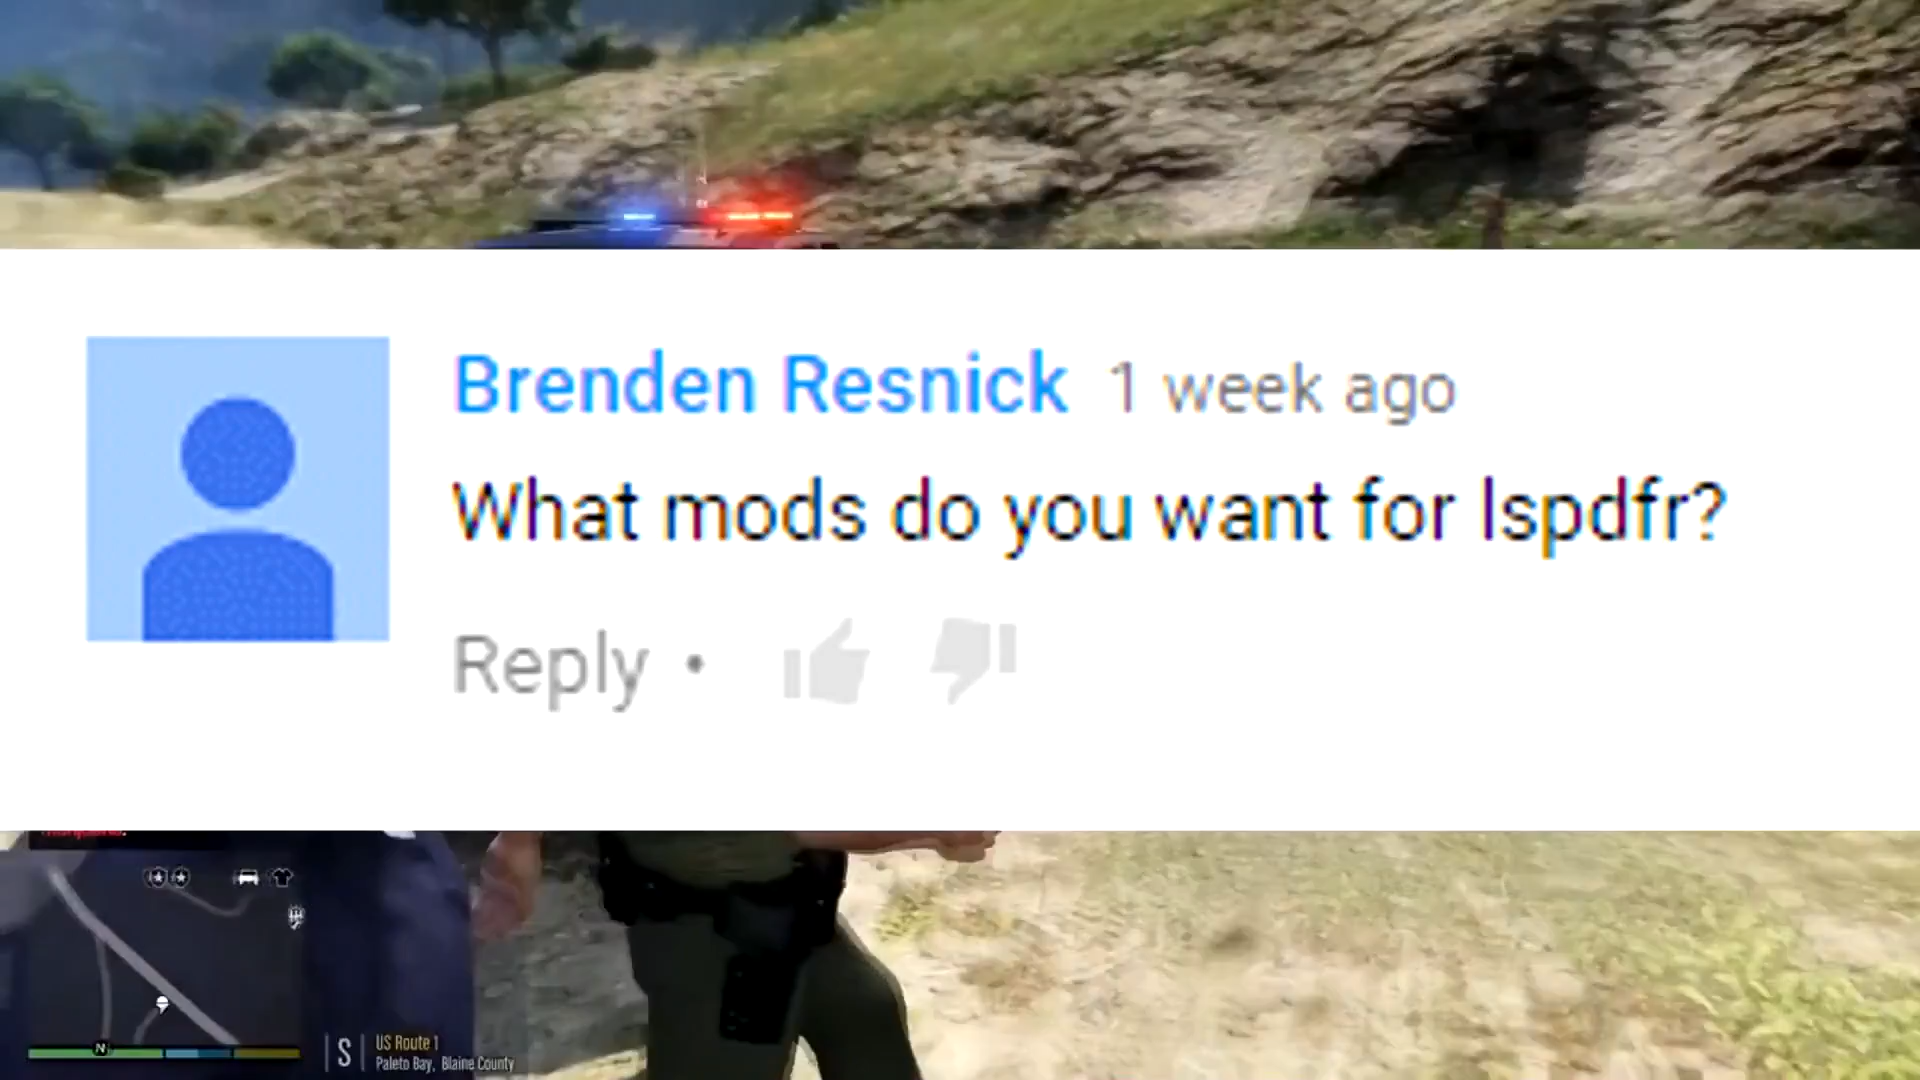 Brenden Resnick 1 week ago
What mods do you want for lspdfr?
Reply •
N
S
US Route 1
Paleto Bay, Blaine County